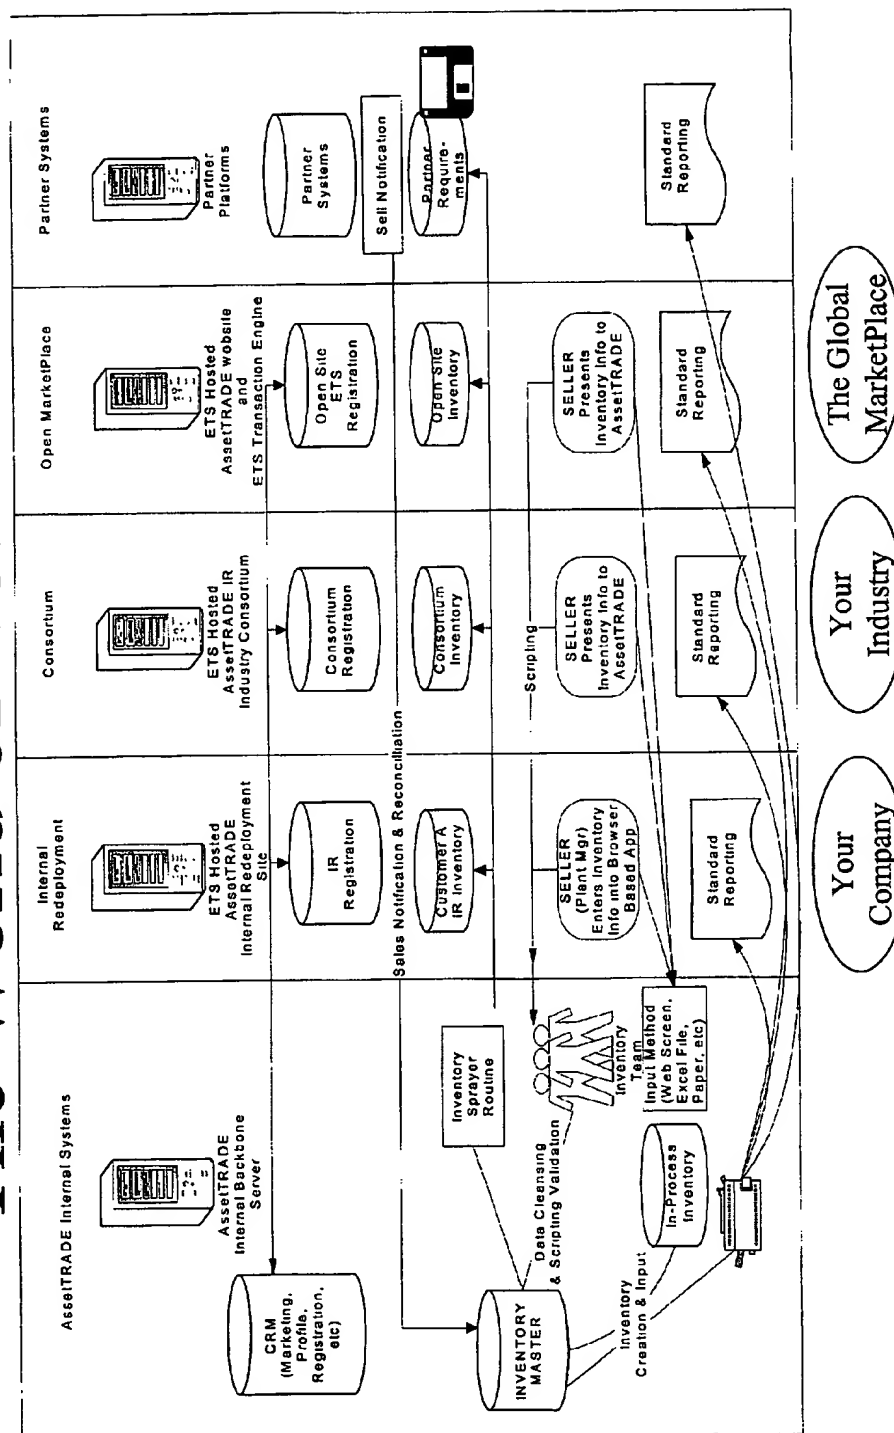 AssetTRADE Internal Systems
AssetTRADE
Internal Backbone
Server
CRM
(Marketing,
Profile,
Registration,
etc)
INVENTORY
MASTER
Inventory
Sprayer
Routine
Data Cleansing
& Scripting Validation
Inventory
Team
Input Method
(Web Screen,
Excel File,
Paper, etc)
Inventory
Creation & Input
In-Process
Inventory
Internal
Redeployment
ETS Hosted
AssetTRADE
Internal Redeployment
Site
IR
Registration
Sales Notification & Reconciliation
Customer A
IR Inventory
SELLER
(Plant Mgr)
Enters Inventory
Info into Browser
Based App
Standard
Reporting
Consortium
ETS Hosted
AssetTRADE IR
Industry Consortium
Consortium
Registration
Consortium
Inventory
Scripting
SELLER
Presents
Inventory Info to
AssetTRADE
Standard
Reporting
Open MarketPlace
ETS Hosted
AssetTRADE website
and
ETS Transaction Engine
Open Site
ETS
Registration
Open Site
Inventory
SELLER
Presents
Inventory Info to
AssetTRADE
Standard
Reporting
Partner Systems
Partner
Platforms
Partner
Systems
Sell Notification
Partner
Require-
ments
Standard
Reporting
Your
Company
Your
Industry
The Global
MarketPlace